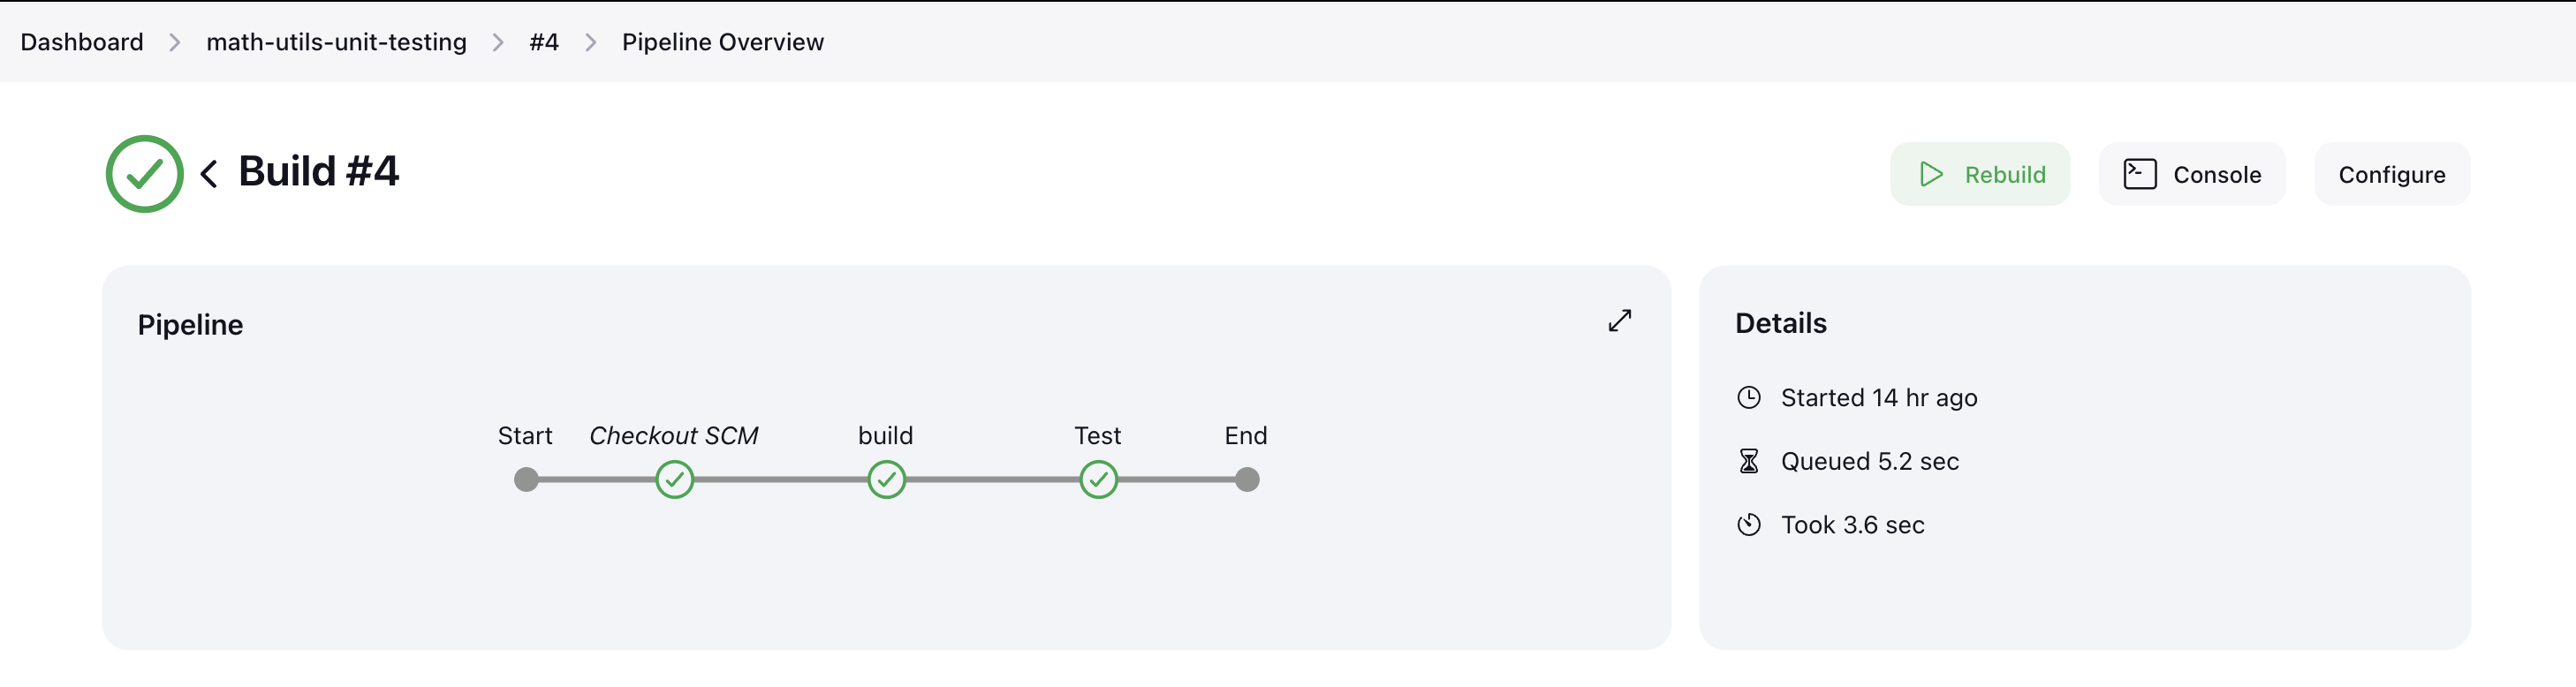 Dashboard > math-utils-unit-testing > #4 > Pipeline Overview
Build #4
Rebuild
Console
Configure
Pipeline
Start
Checkout SCM
build
Test
End
Details
Started 14 hr ago
Queued 5.2 sec
Took 3.6 sec